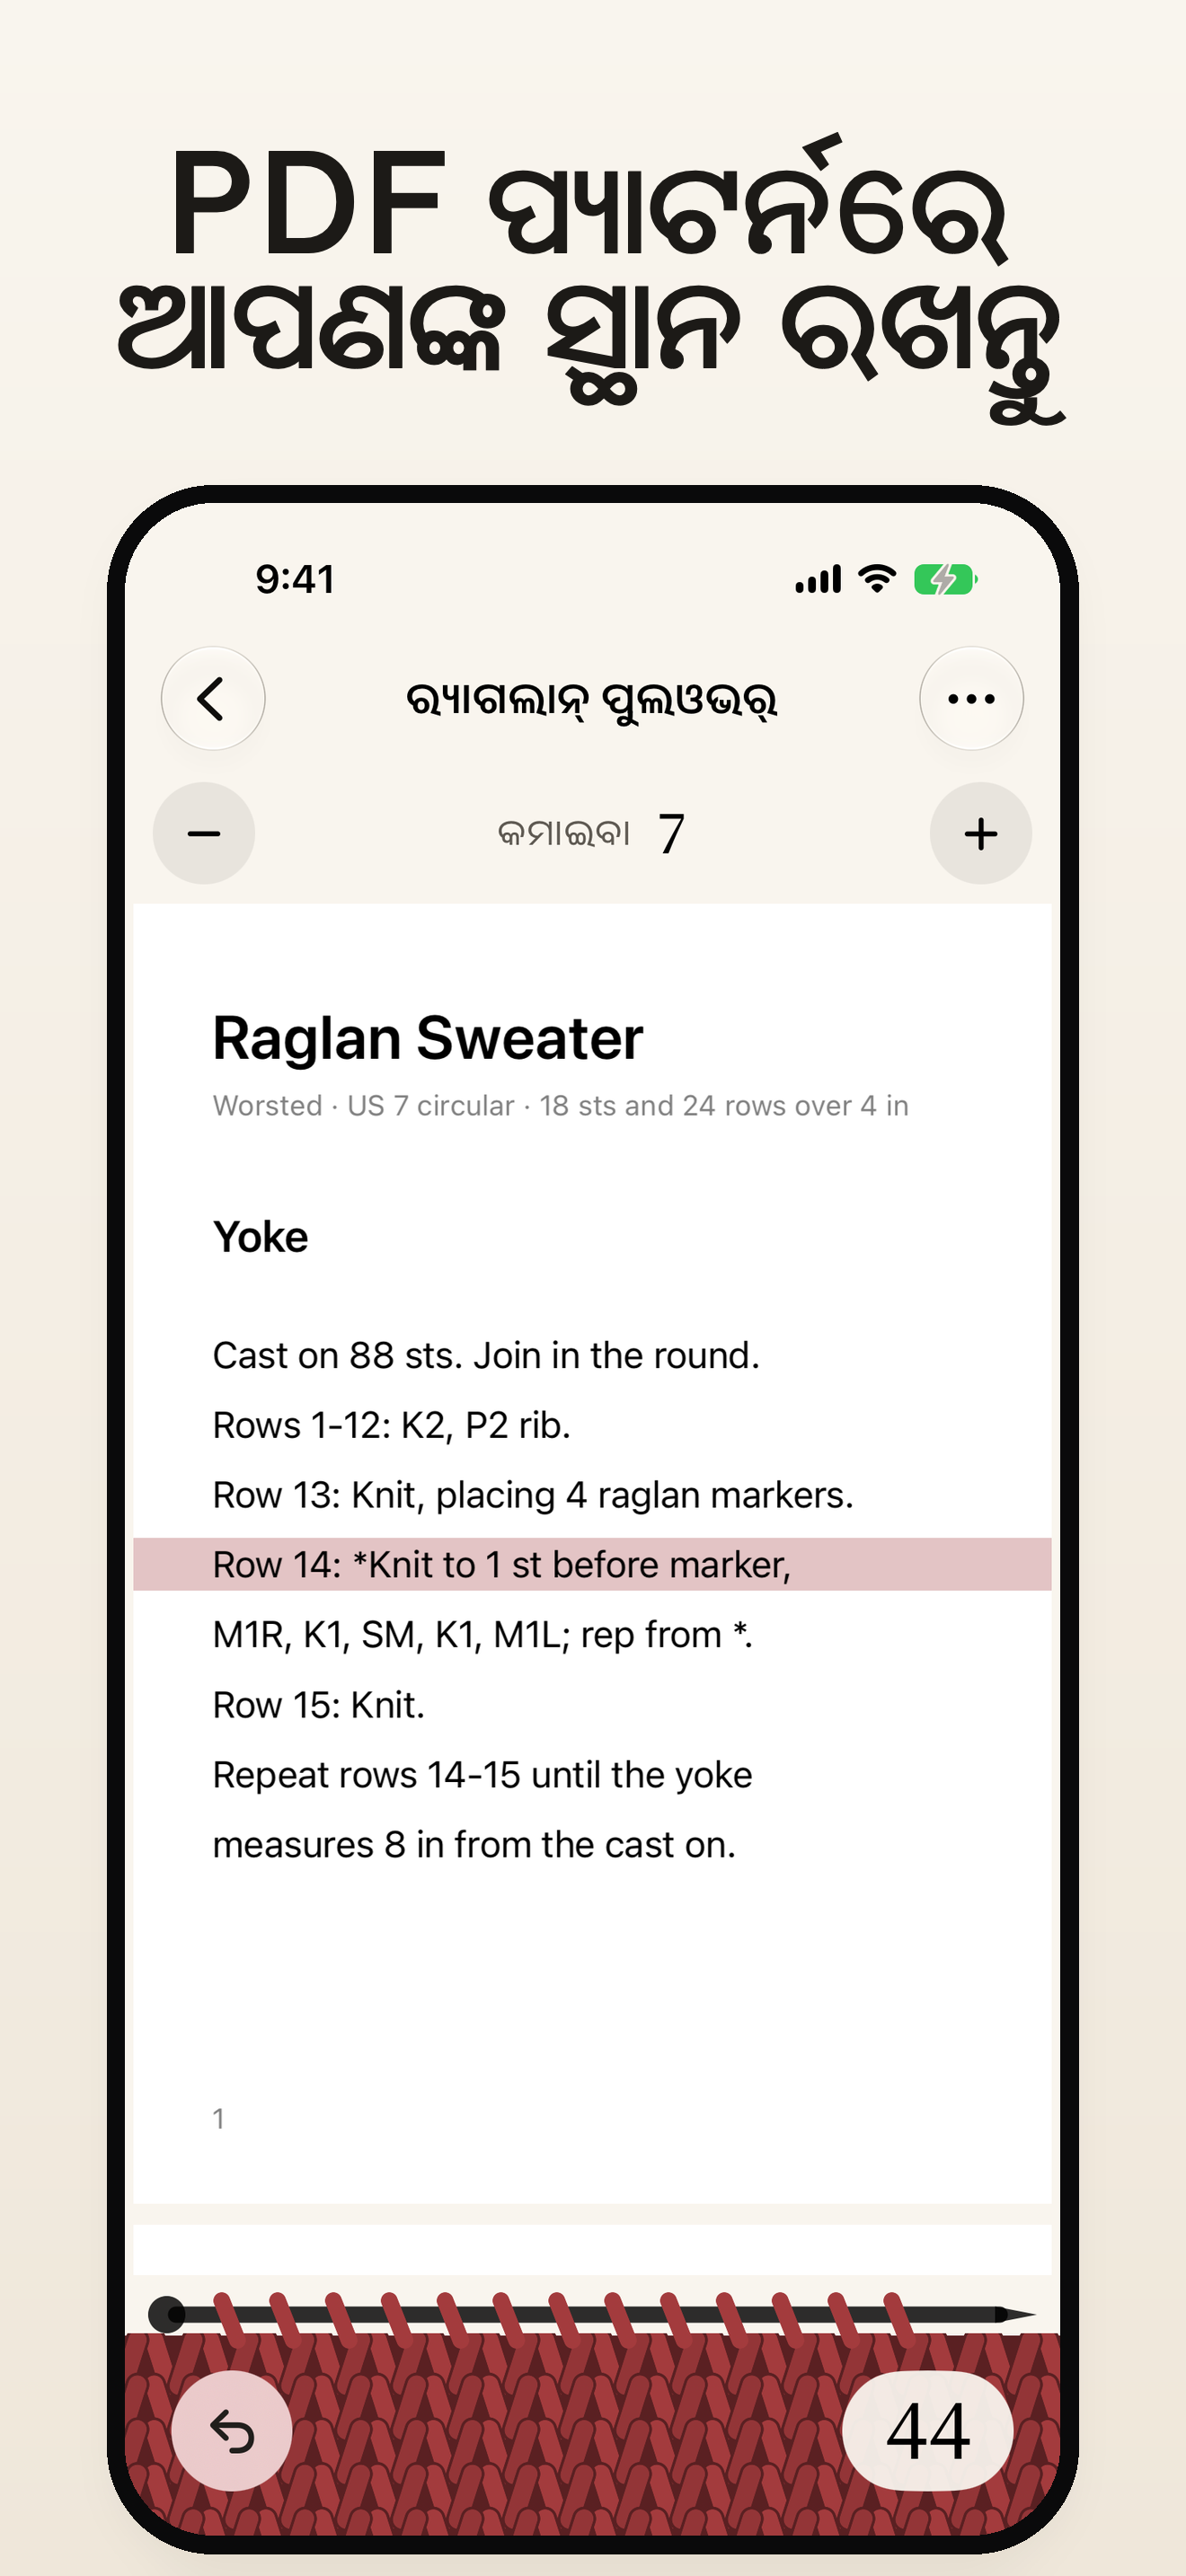 PDF ପ୍ୟାଟର୍ନରେ
ଆପଣଙ୍କ ସ୍ଥାନ ରଖନ୍ତୁ
9:41
ର‍୍ୟାଗଲାନ୍ ପୁଲଓଭର୍
କମାଇବା 7
Raglan Sweater
Worsted · US 7 circular · 18 sts and 24 rows over 4 in
Yoke
Cast on 88 sts. Join in the round.
Rows 1-12: K2, P2 rib.
Row 13: Knit, placing 4 raglan markers.
Row 14: *Knit to 1 st before marker,
M1R, K1, SM, K1, M1L; rep from *.
Row 15: Knit.
Repeat rows 14-15 until the yoke
measures 8 in from the cast on.
1
44